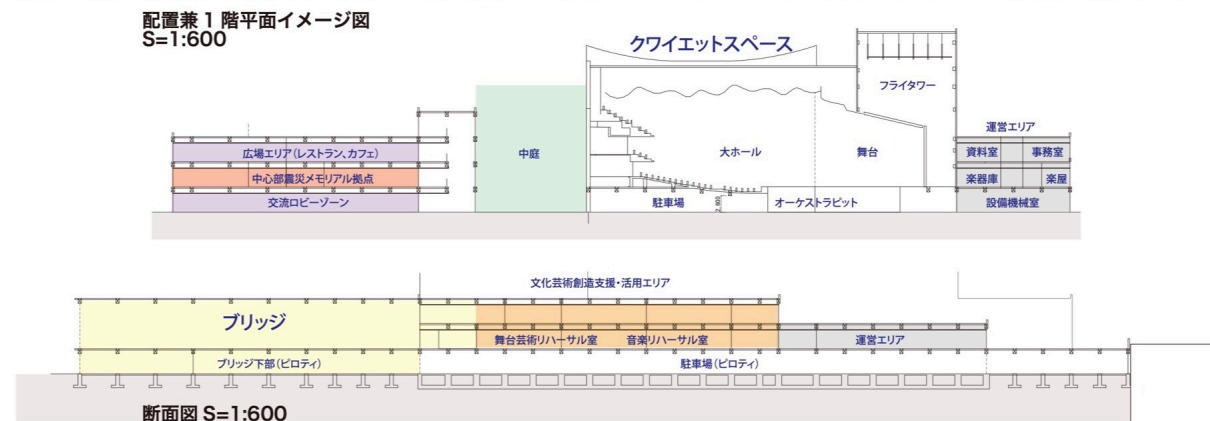 配置兼1階平面イメージ図
S=1:600
クワイエットスペース
フライタワー
運営エリア
広場エリア（レストラン、カフェ）
中庭
大ホール
舞台
資料室
事務室
中心部震災メモリアル拠点
楽器庫
楽屋
交流ロビーゾーン
駐車場
2,600
オーケストラピット
設備機械室
文化芸術創造支援・活用エリア
ブリッジ
舞台芸術リハーサル室
音楽リハーサル室
運営エリア
ブリッジ下部（ピロティ）
駐車場（ピロティ）
断面図 S=1:600